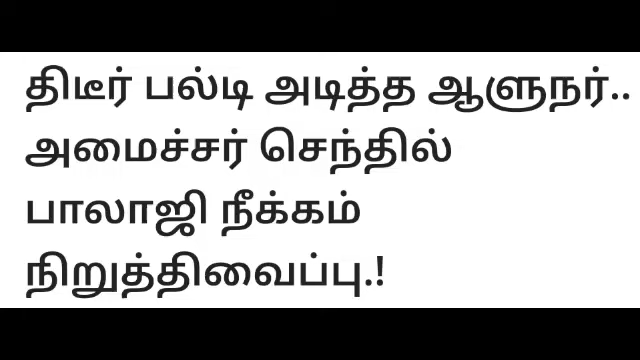 திடீர் பல்டி அடித்த ஆளுநர்..
அமைச்சர் செந்தில்
பாலாஜி நீக்கம்
நிறுத்திவைப்பு.!